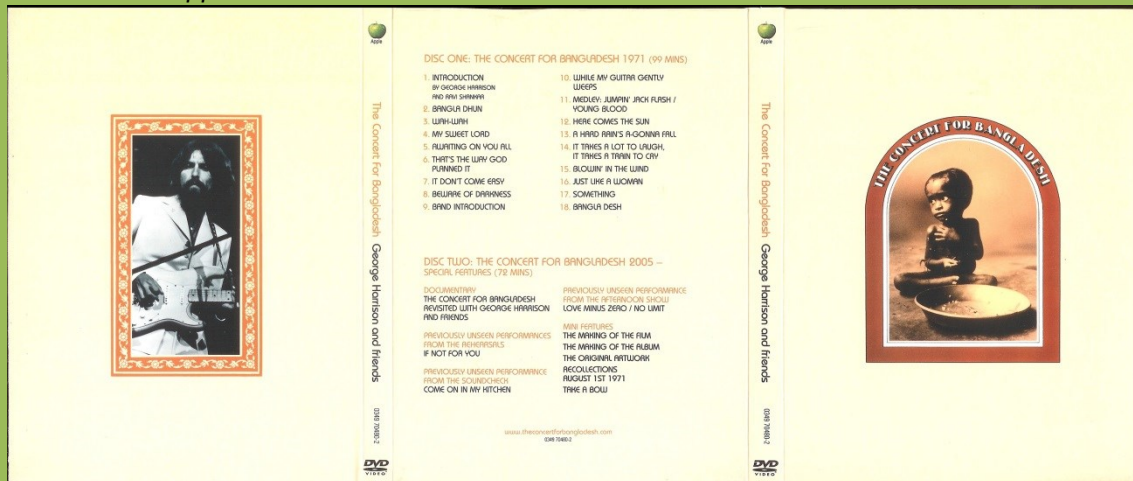 Apple
The Concert For Bangladesh George Harrison and friends
0349 70480-2
DVD
VIDEO
DISC ONE: THE CONCERT FOR BANGLADESH 1971 (99 MINS)
1. INTRODUCTION
BY GEORGE HARRISON
AND RAVI SHANKAR
2. BANGLA DHUN
3. WAH-WAH
4. MY SWEET LORD
5. AWAITING ON YOU ALL
6. THAT'S THE WAY GOD
PLANNED IT
7. IT DON'T COME EASY
8. BEWARE OF DARKNESS
9. BAND INTRODUCTION
10. WHILE MY GUITAR GENTLY
WEEPS
11. MEDLEY: JUMPIN' JACK FLASH /
YOUNG BLOOD
12. HERE COMES THE SUN
13. A HARD RAIN'S A-GONNA FALL
14. IT TAKES A LOT TO LAUGH,
IT TAKES A TRAIN TO CRY
15. BLOWIN' IN THE WIND
16. JUST LIKE A WOMAN
17. SOMETHING
18. BANGLA DESH
DISC TWO: THE CONCERT FOR BANGLADESH 2005 –
SPECIAL FEATURES (72 MINS)
DOCUMENTARY
THE CONCERT FOR BANGLADESH
REVISITED WITH GEORGE HARRISON
AND FRIENDS
PREVIOUSLY UNSEEN PERFORMANCES
FROM THE REHEARSALS
IF NOT FOR YOU
PREVIOUSLY UNSEEN PERFORMANCE
FROM THE SOUNDCHECK
COME ON IN MY KITCHEN
PREVIOUSLY UNSEEN PERFORMANCE
FROM THE AFTERNOON SHOW
LOVE MINUS ZERO / NO LIMIT
MINI FEATURES
THE MAKING OF THE FILM
THE MAKING OF THE ALBUM
THE ORIGINAL ARTWORK
RECOLLECTIONS
AUGUST 1ST 1971
TAKE A BOW
www.theconcertforbangladesh.com
0349 70480-2
Apple
The Concert For Bangladesh George Harrison and friends
0349 70480-2
DVD
VIDEO
THE CONCERT FOR BANGLA DESH